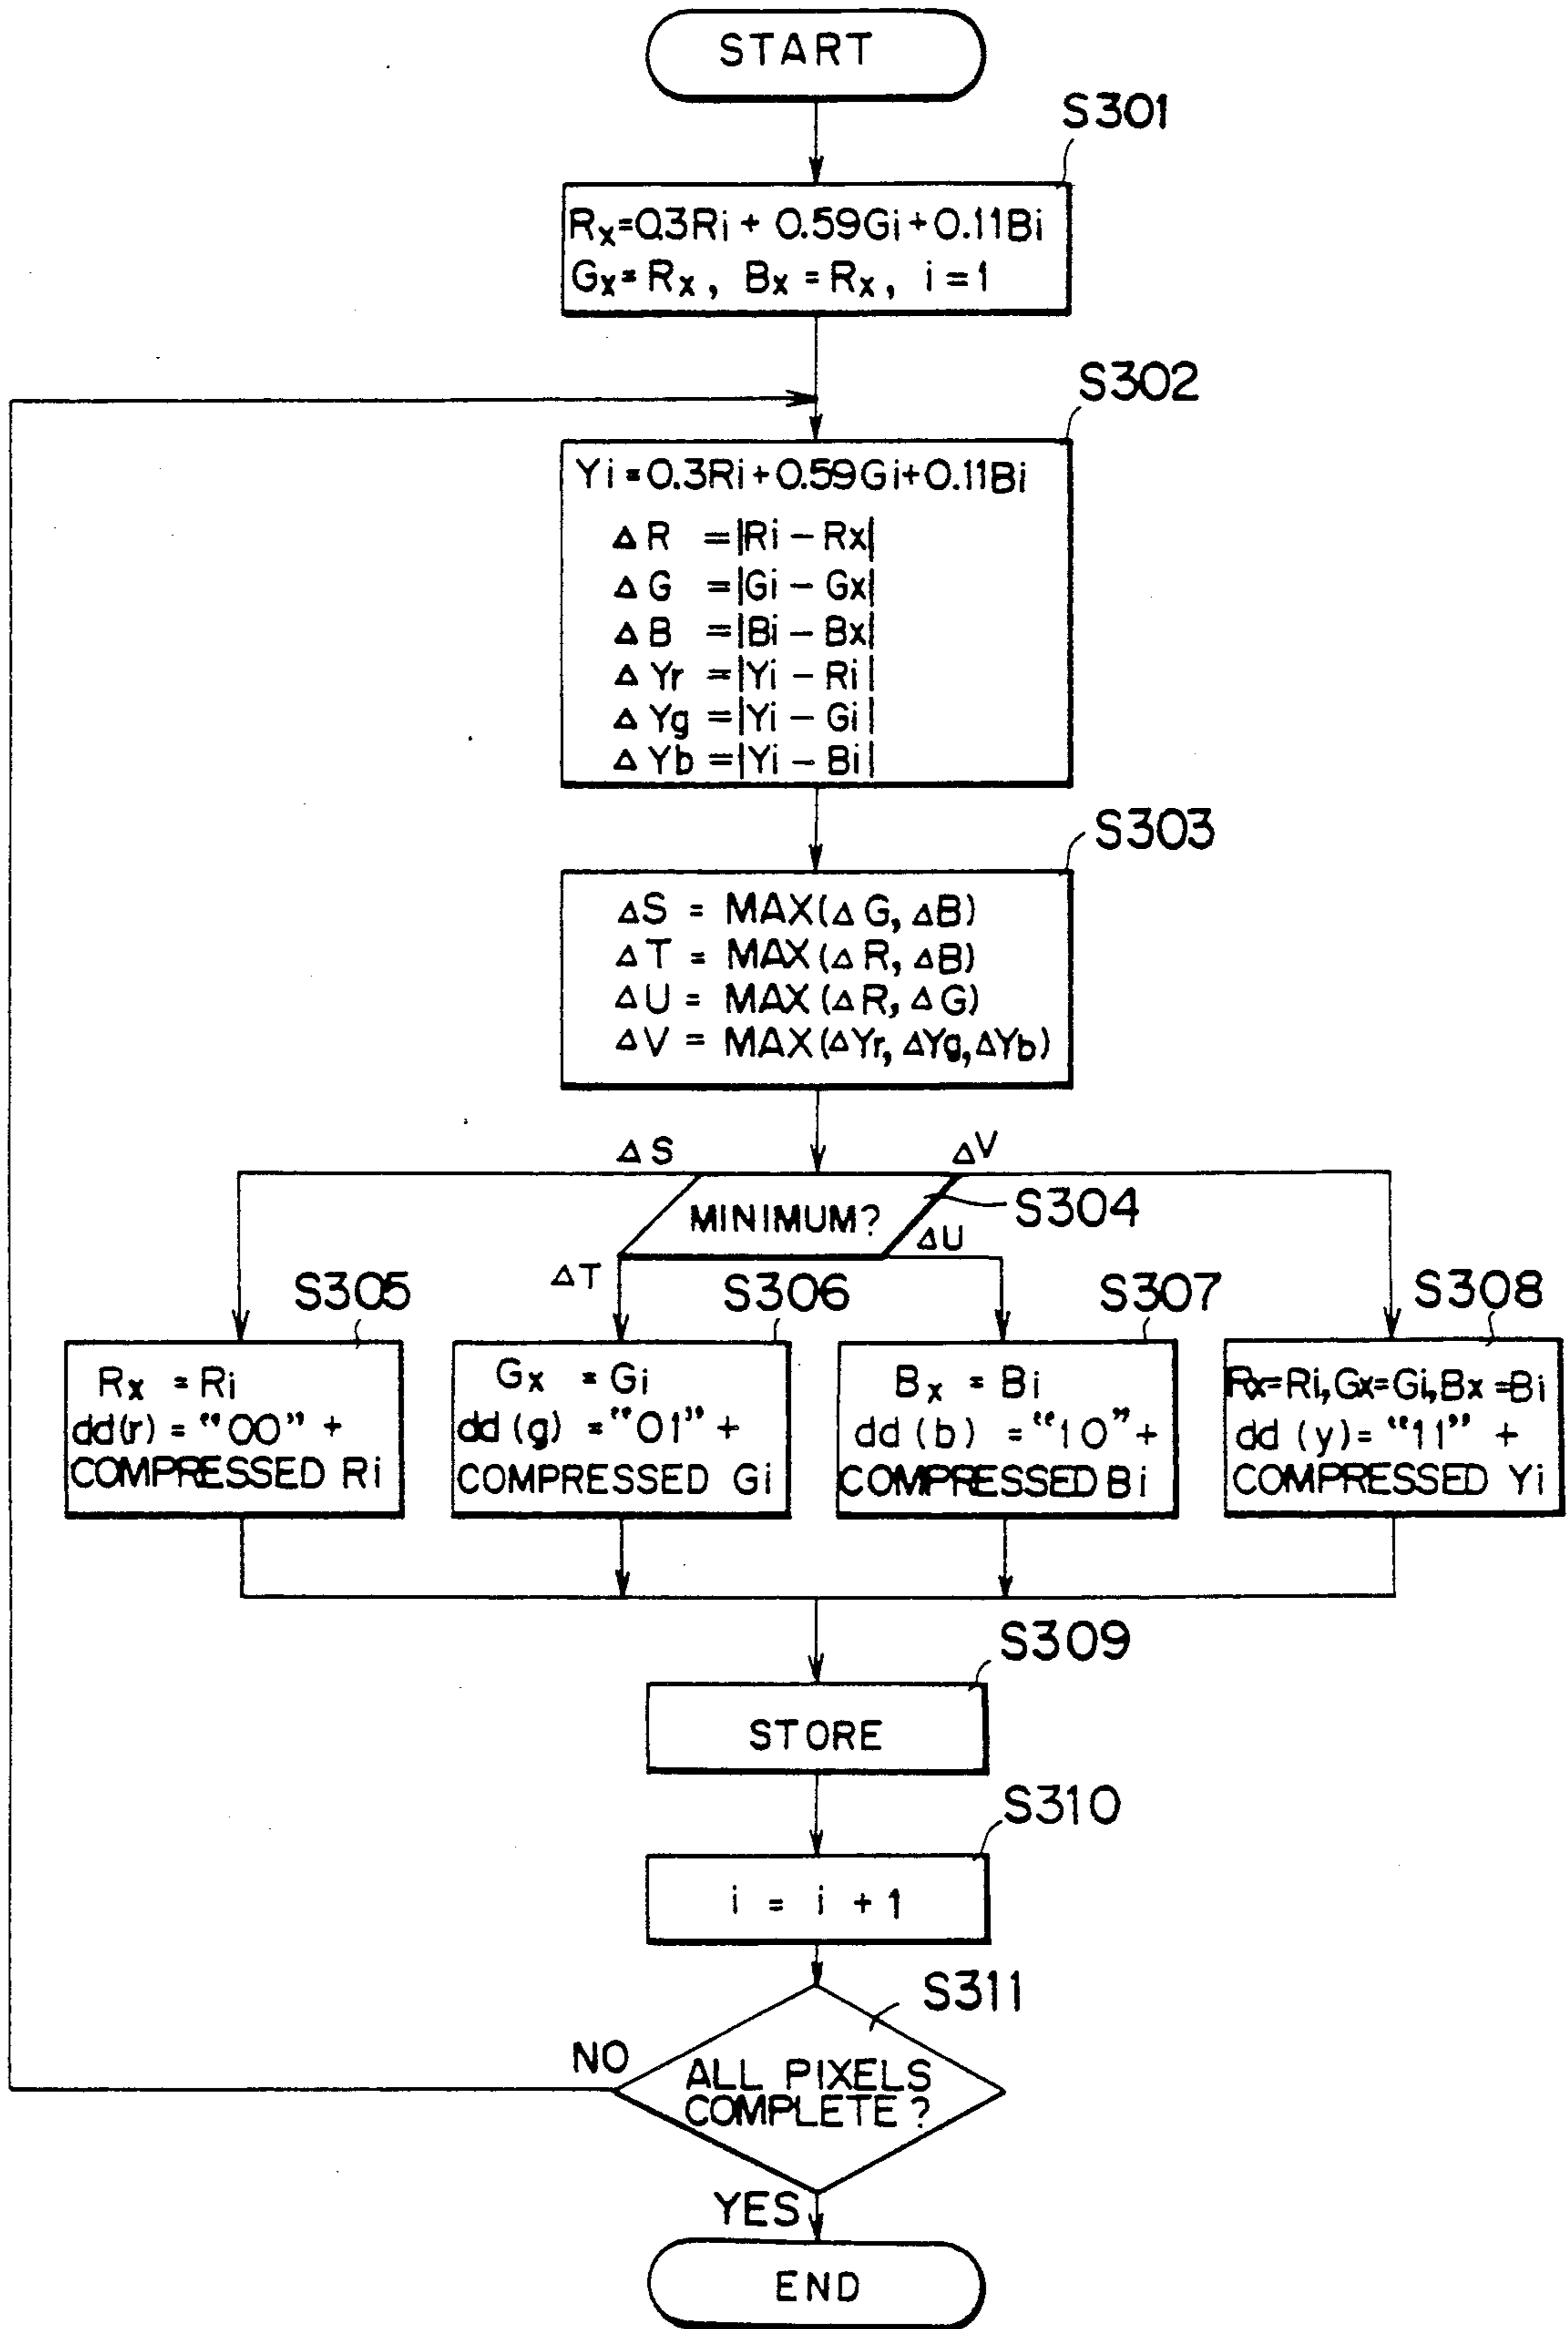 START
S301
Rx=0.3Ri + 0.59Gi+0.11Bi
Gx=Rx, Bx=Rx, i=1
S302
Yi=0.3Ri+0.59Gi+0.11Bi
ΔR =|Ri-Rx|
ΔG =|Gi-Gx|
ΔB =|Bi-Bx|
ΔYr =|Yi-Ri|
ΔYg =|Yi-Gi|
ΔYb =|Yi-Bi|
S303
ΔS = MAX(ΔG, ΔB)
ΔT = MAX(ΔR, ΔB)
ΔU = MAX(ΔR, ΔG)
ΔV = MAX(ΔYr, ΔYg, ΔYb)
ΔS
ΔV
MINIMUM?
S304
ΔU
ΔT
S305
S306
S307
S308
Rx = Ri
dd(r) = "00" +
COMPRESSED Ri
Gx = Gi
dd(g) = "01" +
COMPRESSED Gi
Bx = Bi
dd(b) = "10" +
COMPRESSED Bi
Rx=Ri, Gx=Gi, Bx=Bi
dd(y) = "11" +
COMPRESSED Yi
S309
STORE
S310
i = i + 1
S311
NO
ALL PIXELS
COMPLETE?
YES
END